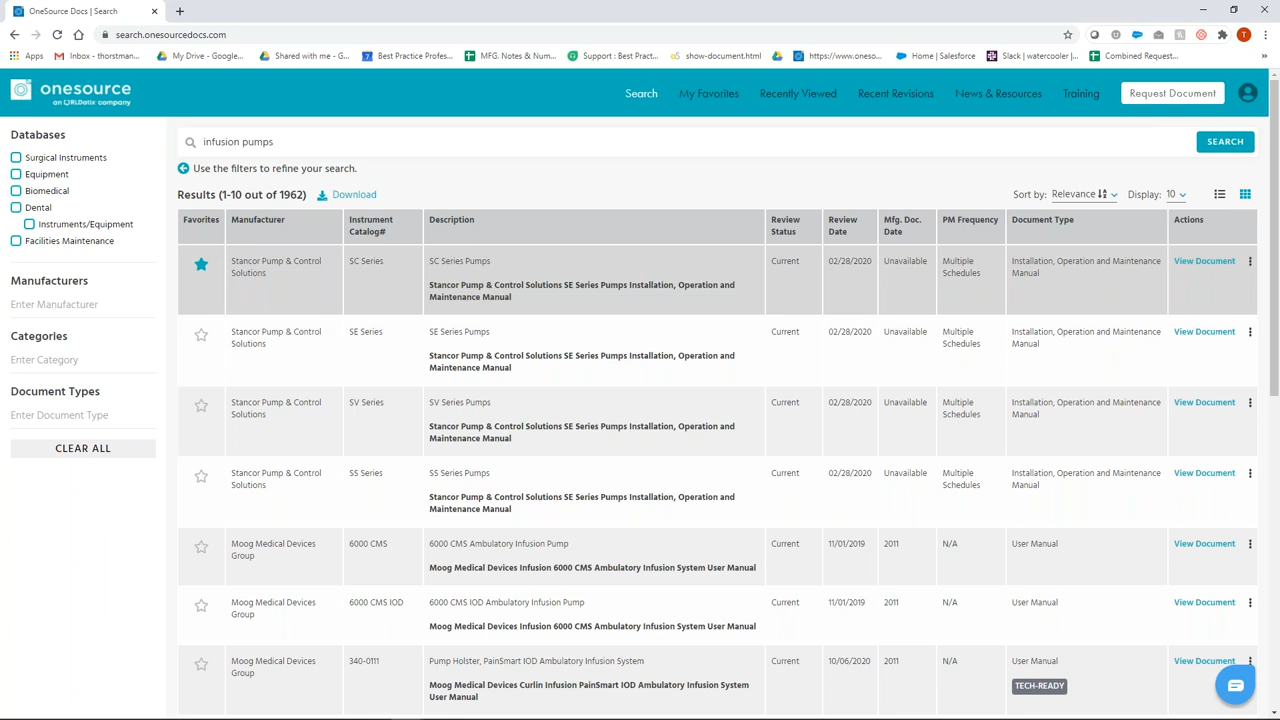 OneSource Docs | Search
search.onesourcedocs.com
T
Apps
Inbox - thorstman...
My Drive - Google...
Shared with me - G...
Best Practice Profes...
MFG. Notes & Num...
Support : Best Pract...
show-document.html
https://www.oneso...
Home | Salesforce
Slack | watercooler |...
Combined Request...
onesource
an RLDatix company
Search
My Favorites
Recently Viewed
Recent Revisions
News & Resources
Training
Request Document
Databases
Surgical Instruments
Equipment
Biomedical
Dental
Instruments/Equipment
Facilities Maintenance
Manufacturers
Enter Manufacturer
Categories
Enter Category
Document Types
Enter Document Type
CLEAR ALL
infusion pumps
SEARCH
Use the filters to refine your search.
Results (1-10 out of 1962)
Download
Sort by: Relevance
Display: 10
Favorites
Manufacturer
Instrument
Catalog#
Description
Review
Status
Review
Date
Mfg. Doc.
Date
PM Frequency
Document Type
Actions
Stancor Pump & Control
Solutions
SC Series
SC Series Pumps
Stancor Pump & Control Solutions SE Series Pumps Installation, Operation and
Maintenance Manual
Current
02/28/2020
Unavailable
Multiple
Schedules
Installation, Operation and Maintenance
Manual
View Document
Stancor Pump & Control
Solutions
SE Series
SE Series Pumps
Stancor Pump & Control Solutions SE Series Pumps Installation, Operation and
Maintenance Manual
Current
02/28/2020
Unavailable
Multiple
Schedules
Installation, Operation and Maintenance
Manual
View Document
Stancor Pump & Control
Solutions
SV Series
SV Series Pumps
Stancor Pump & Control Solutions SE Series Pumps Installation, Operation and
Maintenance Manual
Current
02/28/2020
Unavailable
Multiple
Schedules
Installation, Operation and Maintenance
Manual
View Document
Stancor Pump & Control
Solutions
SS Series
SS Series Pumps
Stancor Pump & Control Solutions SE Series Pumps Installation, Operation and
Maintenance Manual
Current
02/28/2020
Unavailable
Multiple
Schedules
Installation, Operation and Maintenance
Manual
View Document
Moog Medical Devices
Group
6000 CMS
6000 CMS Ambulatory Infusion Pump
Moog Medical Devices Infusion 6000 CMS Ambulatory Infusion System User Manual
Current
11/01/2019
2011
N/A
User Manual
View Document
Moog Medical Devices
Group
6000 CMS IOD
6000 CMS IOD Ambulatory Infusion Pump
Moog Medical Devices Infusion 6000 CMS Ambulatory Infusion System User Manual
Current
11/01/2019
2011
N/A
User Manual
View Document
Moog Medical Devices
Group
340-0111
Pump Holster, PainSmart IOD Ambulatory Infusion System
Moog Medical Devices Curlin Infusion PainSmart IOD Ambulatory Infusion System
User Manual
Current
10/06/2020
2011
N/A
User Manual
TECH-READY
View Document